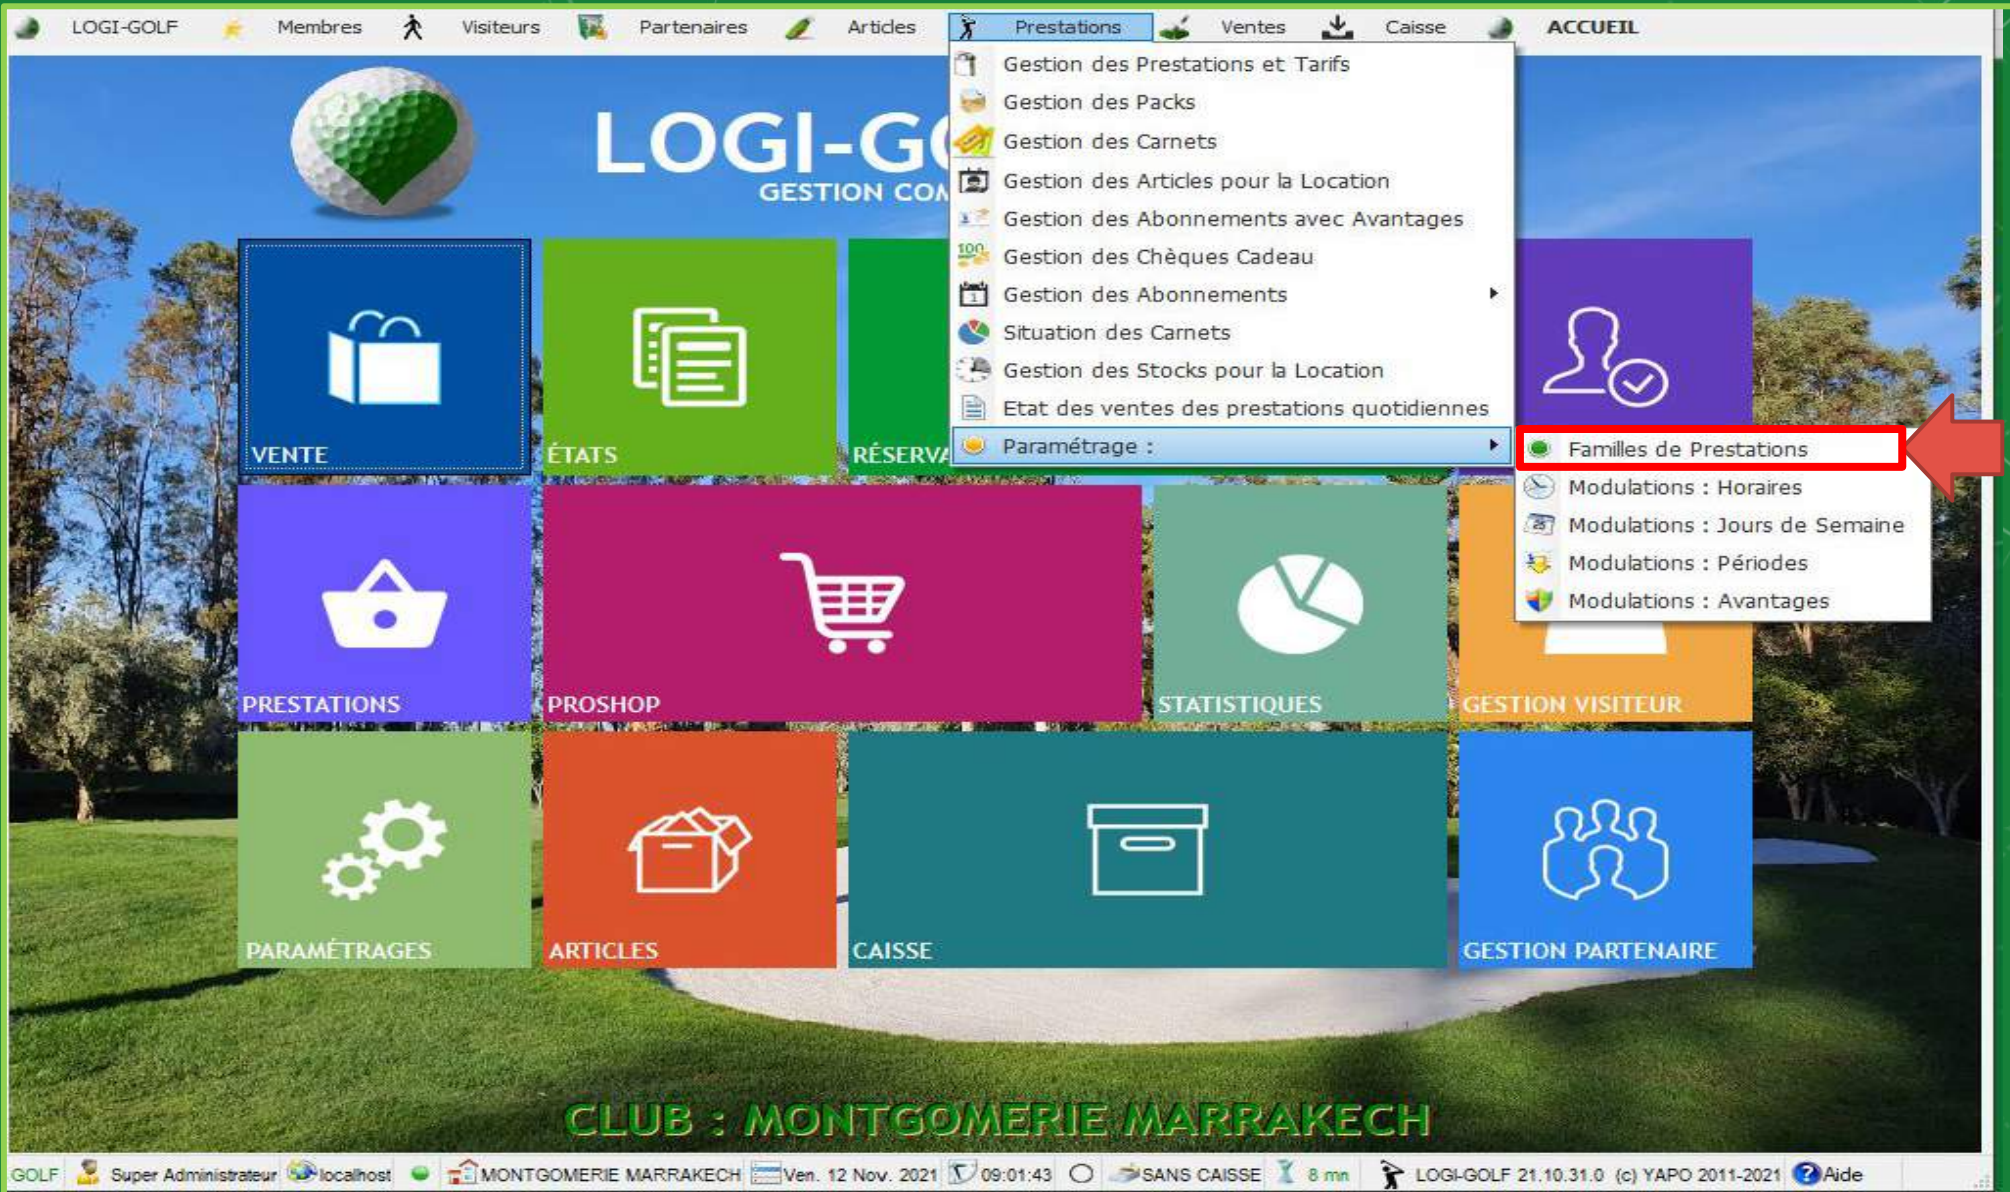 LOGI-GOLF Membres Visiteurs Partenaires Articles Prestations Ventes Caisse ACCUEIL
Gestion des Prestations et Tarifs
Gestion des Packs
Gestion des Carnets
Gestion des Articles pour la Location
Gestion des Abonnements avec Avantages
100 Gestion des Chèques Cadeau
1 Gestion des Abonnements
Situation des Carnets
Gestion des Stocks pour la Location
Etat des ventes des prestations quotidiennes
Paramétrage :
Familles de Prestations
Modulations : Horaires
25 Modulations : Jours de Semaine
Modulations : Périodes
Modulations : Avantages
LOGI-GO
GESTION COM
VENTE ÉTATS RÉSERVA
PRESTATIONS PROSHOP STATISTIQUES GESTION VISITEUR
PARAMÉTRAGES ARTICLES CAISSE GESTION PARTENAIRE
CLUB : MONTGOMERIE MARRAKECH
GOLF Super Administrateur localhost MONTGOMERIE MARRAKECH Ven. 12 Nov. 2021 09:01:43 SANS CAISSE 8 mn LOGI-GOLF 21.10.31.0 (c) YAPO 2011-2021 Aide